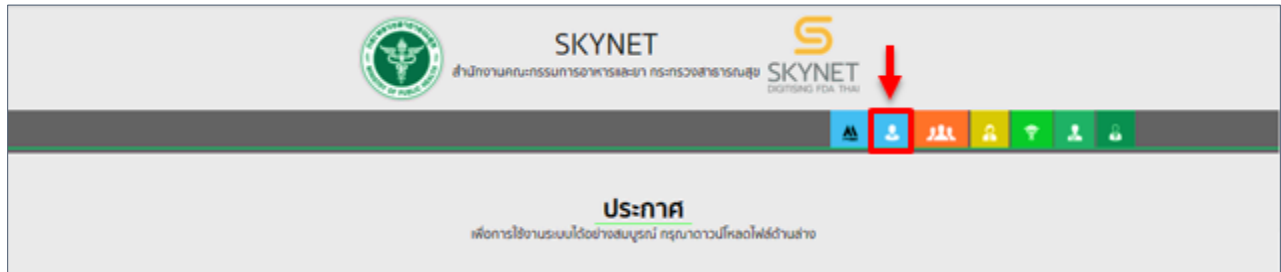 SKYNET
สำนักงานคณะกรรมการอาหารและยา กระทรวงสาธารณสุข
SKYNET
DIGITISING FDA THAI
ประกาศ
เพื่อการใช้งานระบบได้อย่างสมบูรณ์ กรุณาดาวน์โหลดไฟล์ด้านล่าง